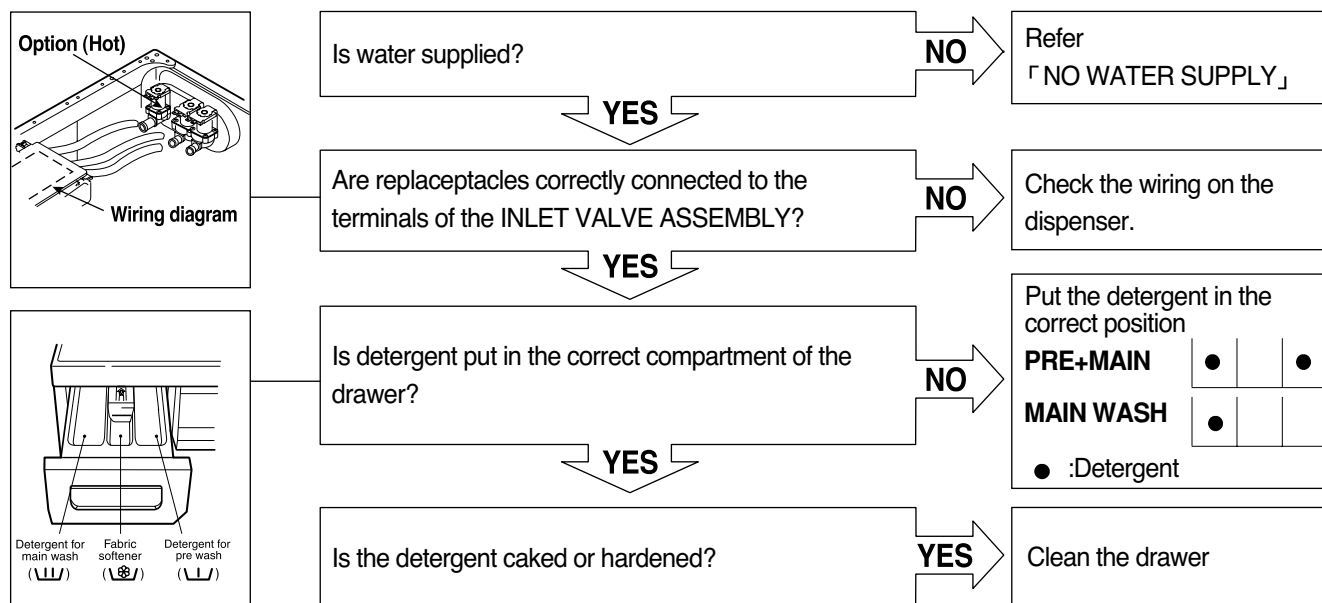 Option (Hot)
Wiring diagram
Is water supplied?
NO
Refer
「NO WATER SUPPLY」
YES
Are replaceptacles correctly connected to the
terminals of the INLET VALVE ASSEMBLY?
NO
Check the wiring on the
dispenser.
YES
Is detergent put in the correct compartment of the
drawer?
NO
Put the detergent in the
correct position
PRE+MAIN
MAIN WASH
● :Detergent
YES
Detergent for
main wash
Fabric
softener
Detergent for
pre wash
Is the detergent caked or hardened?
YES
Clean the drawer